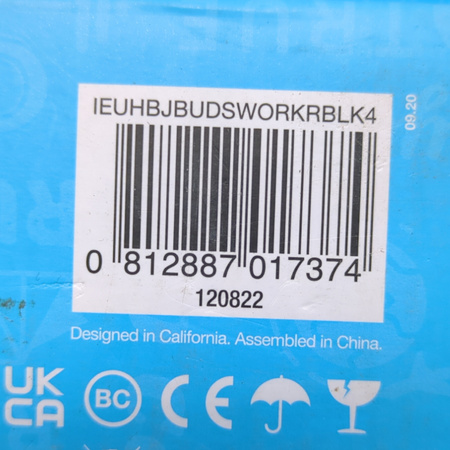 IEUHBJBUDSWORKRBLK4
09.20
0 812887 017374
120822
Designed in California. Assembled in China.
UK
CA
BC
CE